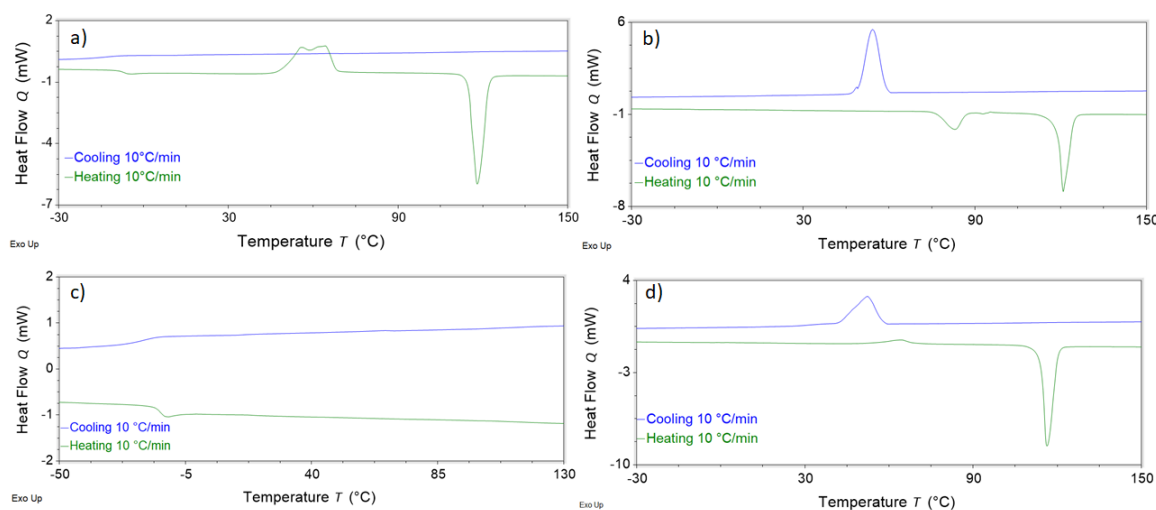 a)
2
-1
-4
-7
Heat Flow Q (mW)
Cooling 10°C/min
Heating 10°C/min
-30 30 90 150
Exo Up
Temperature T (°C)
b)
6
-1
-8
Heat Flow Q (mW)
Cooling 10 °C/min
Heating 10 °C/min
-30 30 90 150
Exo Up
Temperature T (°C)
c)
2
1
0
-1
-2
Heat Flow Q (mW)
Cooling 10 °C/min
Heating 10 °C/min
-50 -5 40 85 130
Exo Up
Temperature T (°C)
d)
4
-3
-10
Heat Flow Q (mW)
Cooling 10 °C/min
Heating 10 °C/min
-30 30 90 150
Exo Up
Temperature T (°C)